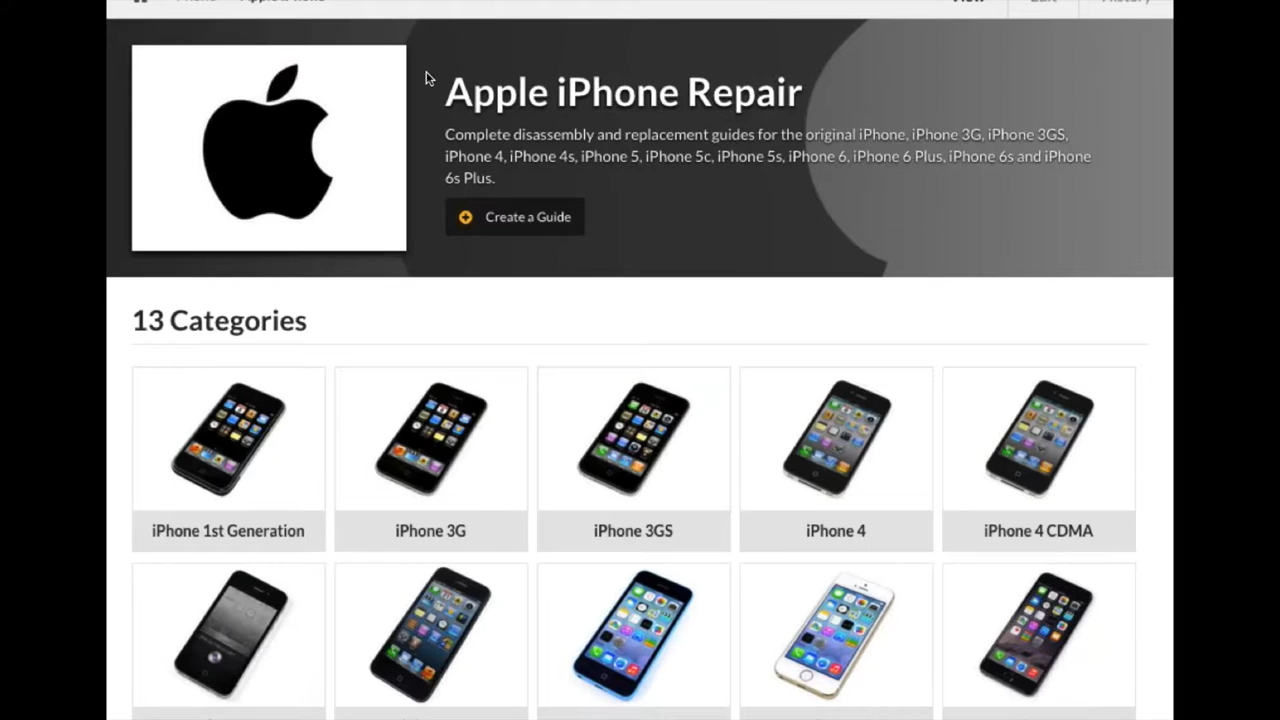 Apple iPhone Repair
Complete disassembly and replacement guides for the original iPhone, iPhone 3G, iPhone 3GS,
iPhone 4, iPhone 4s, iPhone 5, iPhone 5c, iPhone 5s, iPhone 6, iPhone 6 Plus, iPhone 6s and iPhone
6s Plus.
Create a Guide
13 Categories
iPhone 1st Generation
iPhone 3G
iPhone 3GS
iPhone 4
iPhone 4 CDMA